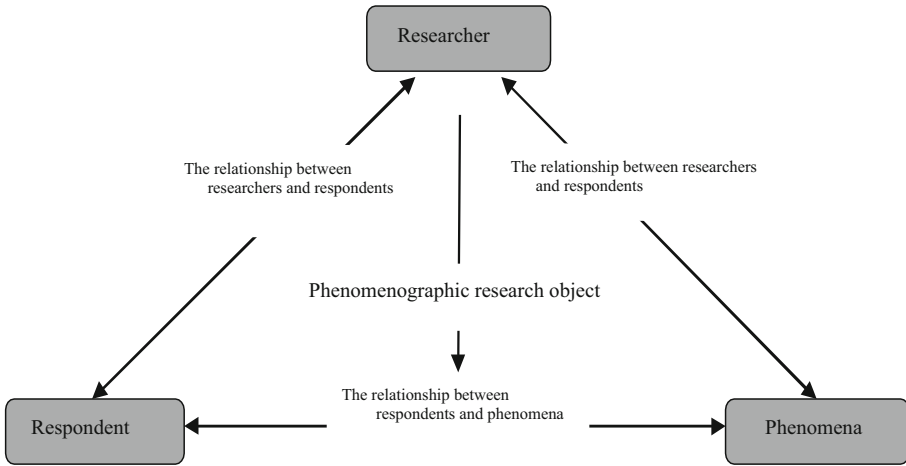 Researcher
The relationship between
researchers and respondents
The relationship between researchers
and respondents
Phenomenographic research object
The relationship between
respondents and phenomena
Respondent
Phenomena